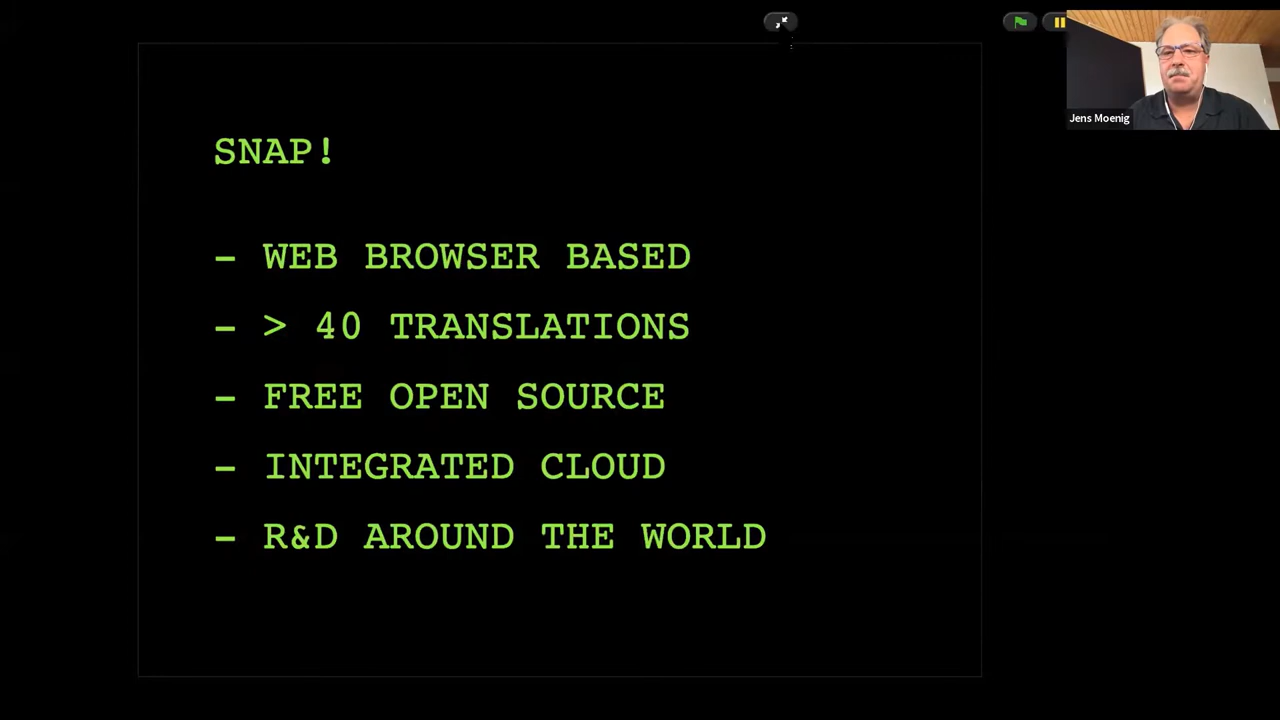 SNAP!
- WEB BROWSER BASED
- > 40 TRANSLATIONS
- FREE OPEN SOURCE
- INTEGRATED CLOUD
- R&D AROUND THE WORLD
Jens Moenig